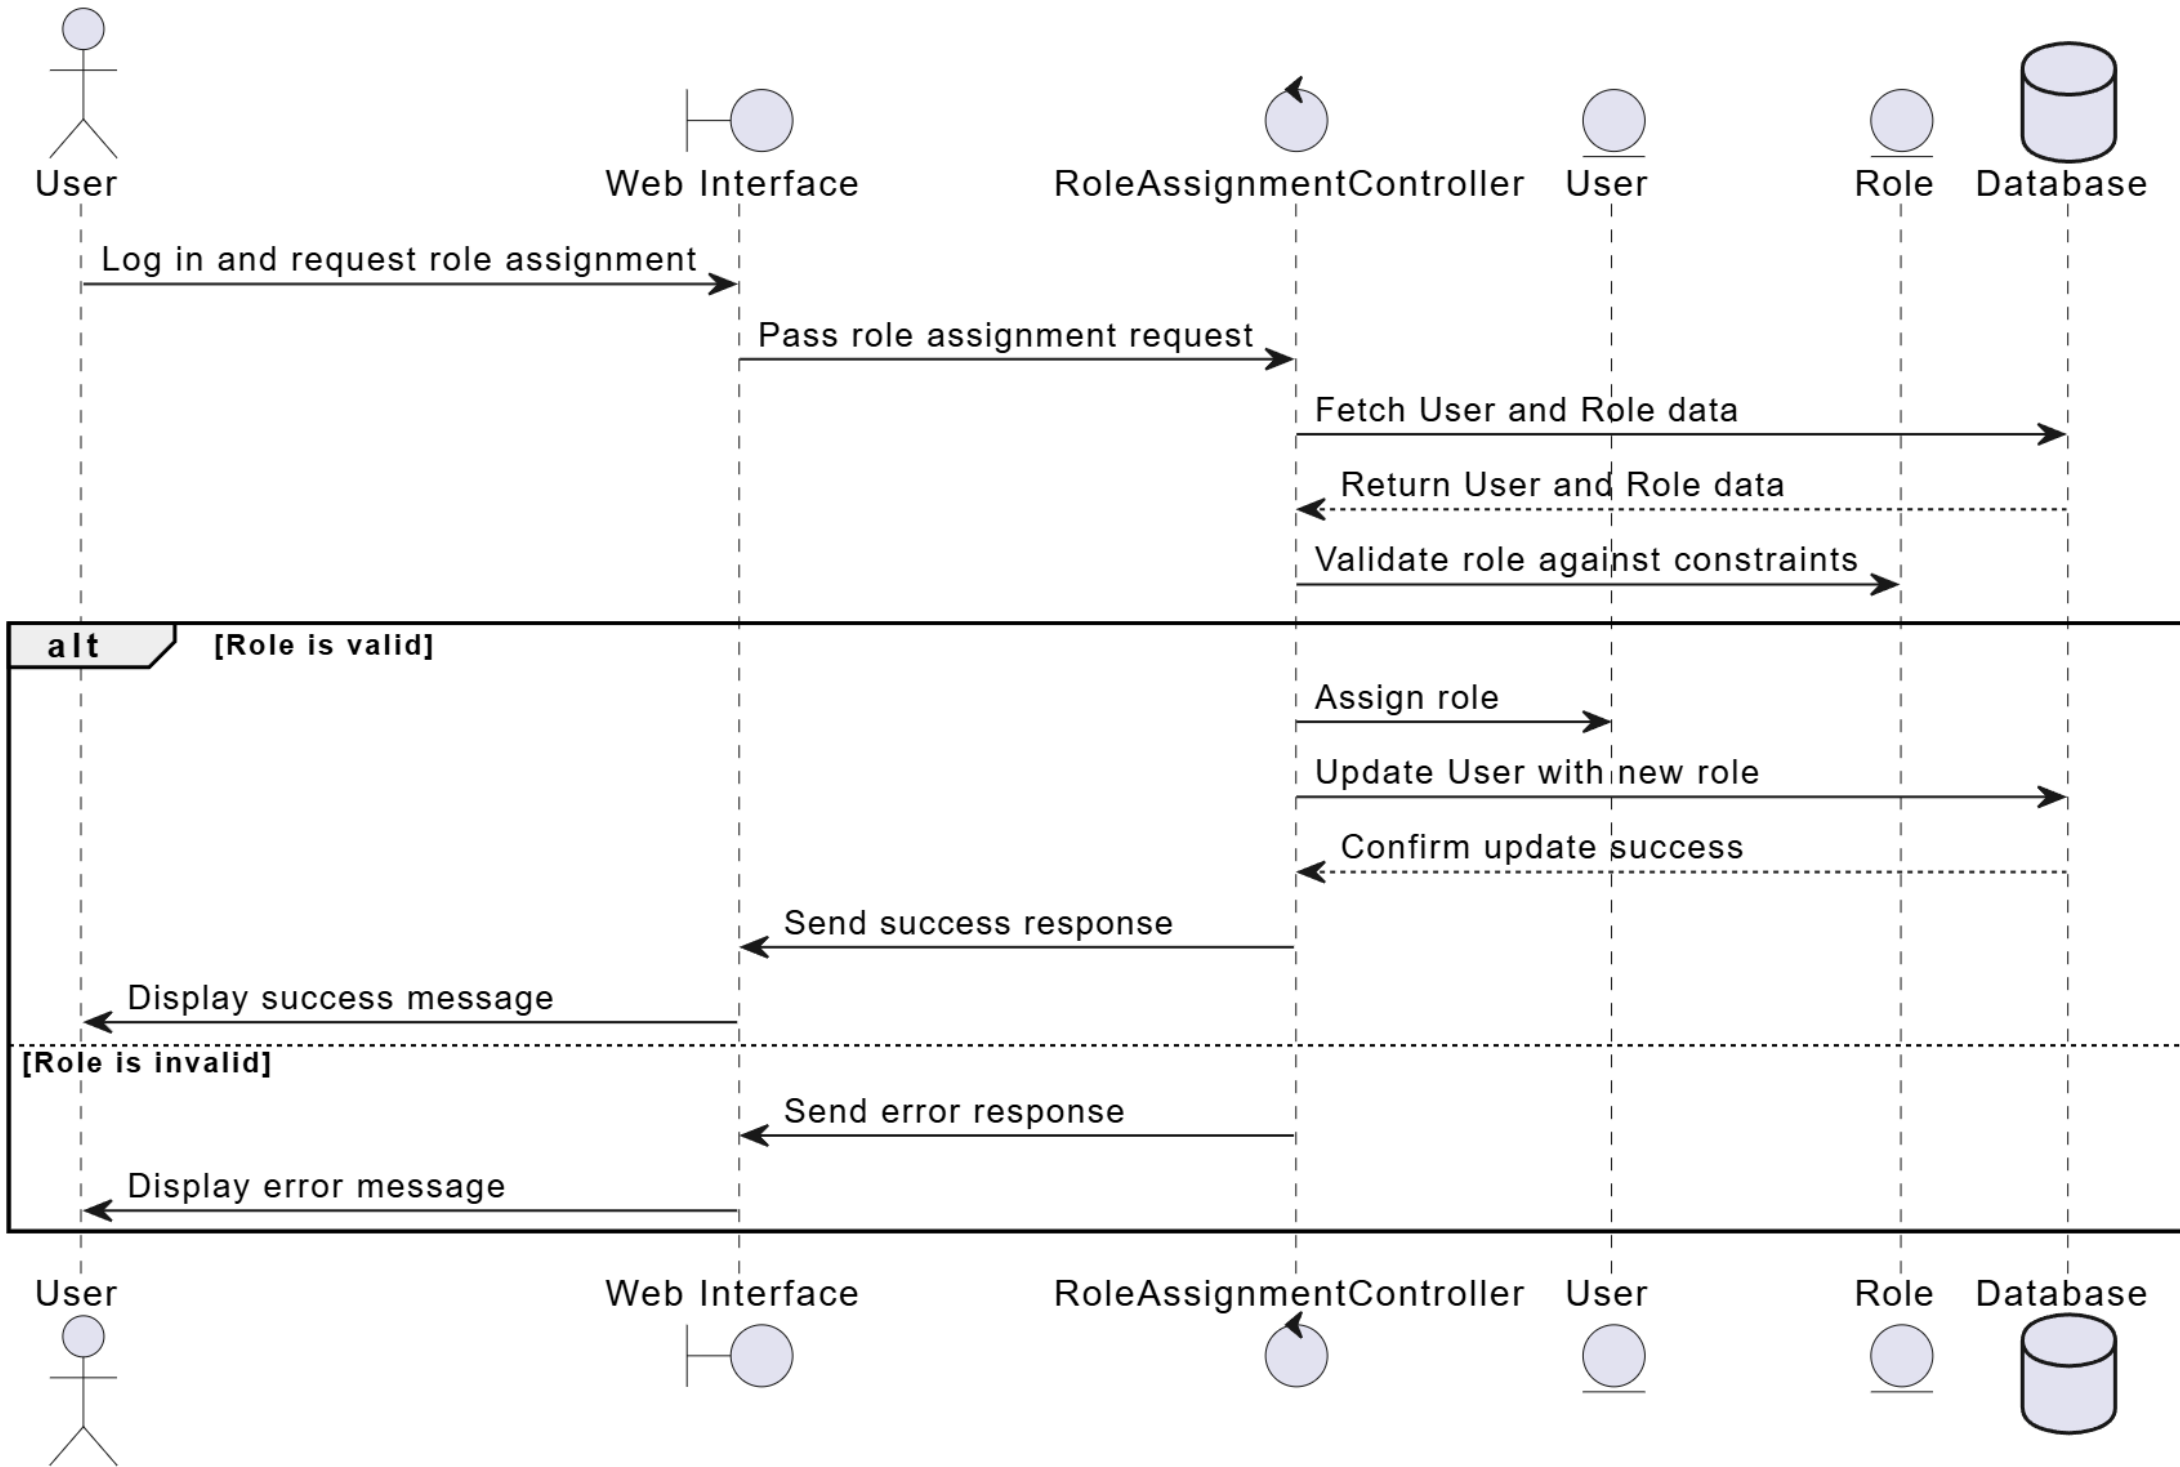 User
Web Interface
RoleAssignmentController
User
Role
Database
Log in and request role assignment
Pass role assignment request
Fetch User and Role data
Return User and Role data
Validate role against constraints
alt
[Role is valid]
Assign role
Update User with new role
Confirm update success
Send success response
Display success message
[Role is invalid]
Send error response
Display error message
User
Web Interface
RoleAssignmentController
User
Role
Database